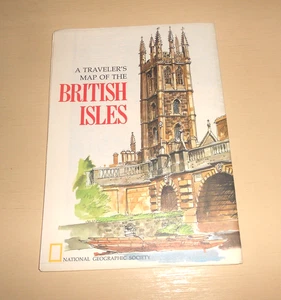 A TRAVELER'S
MAP OF THE
BRITISH
ISLES
NATIONAL GEOGRAPHIC SOCIETY